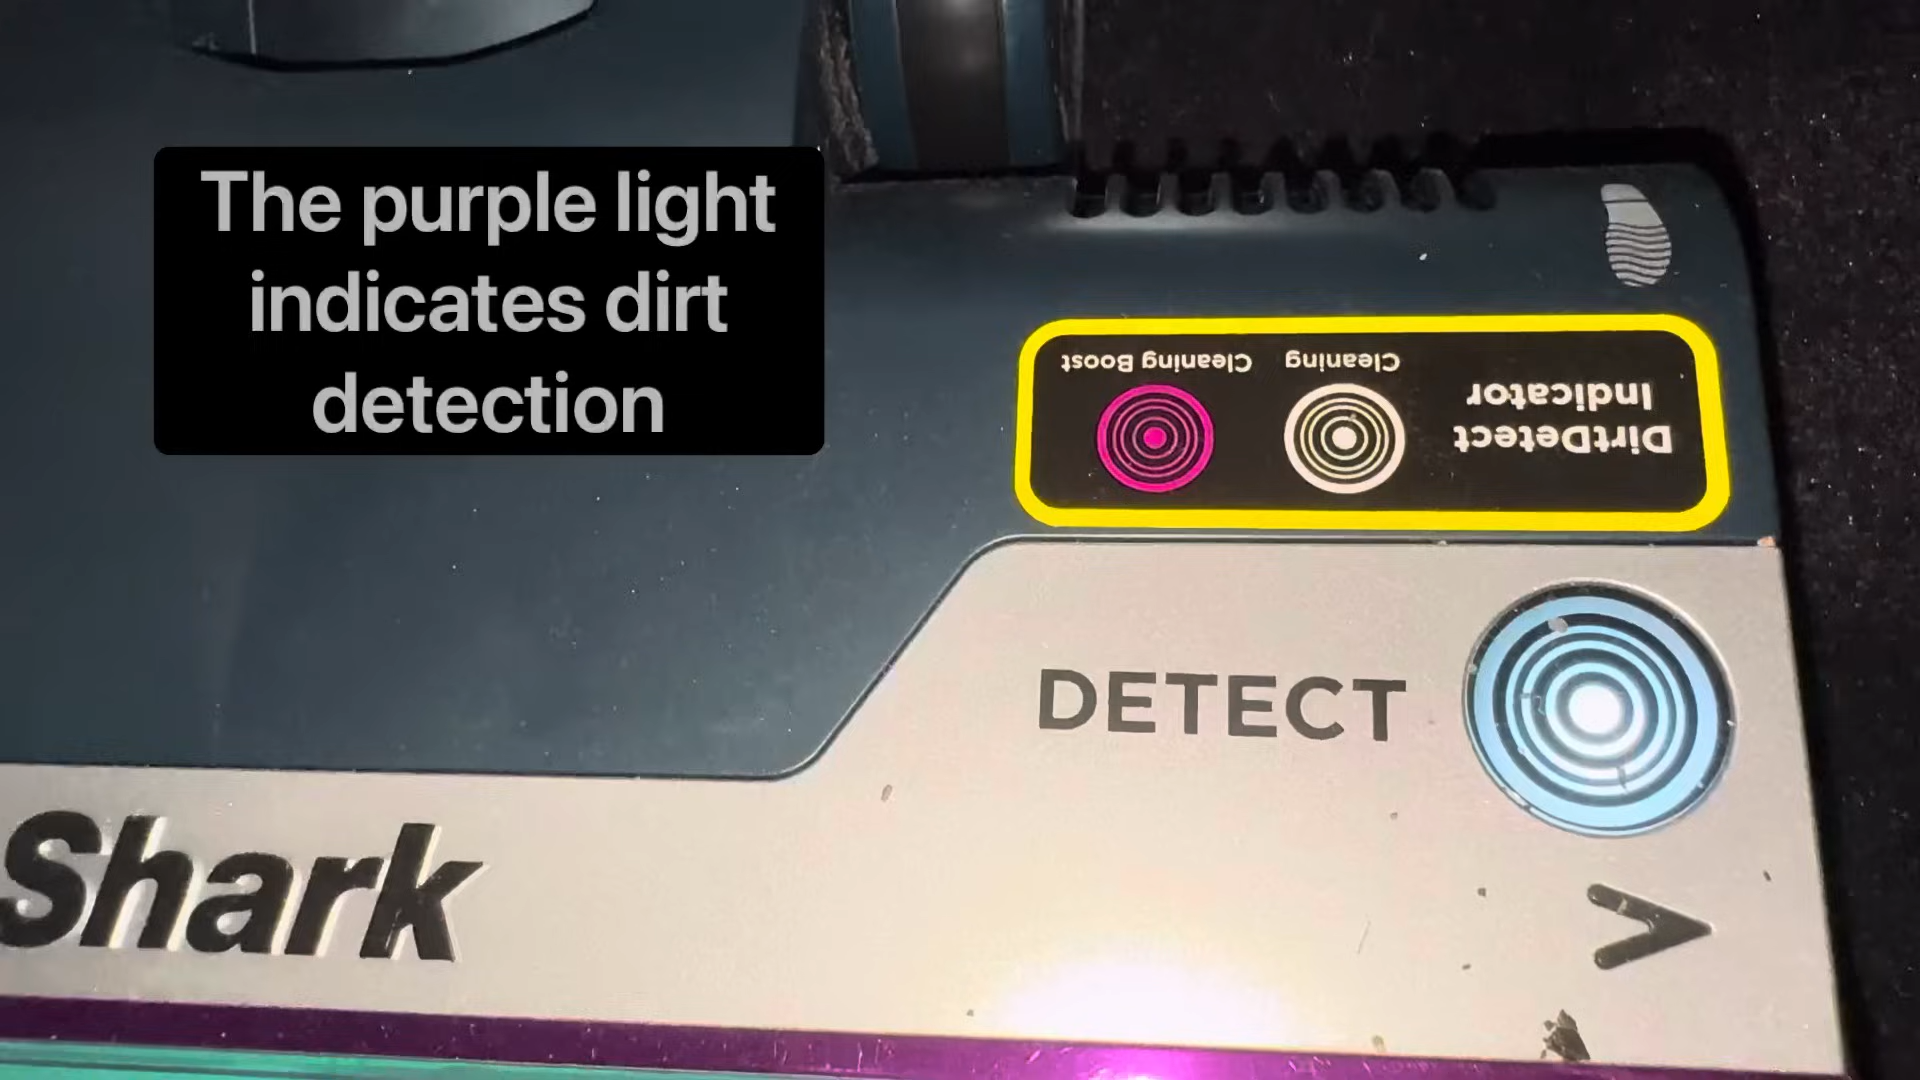 The purple light
indicates dirt
detection
DirtDetect
Indicator
Cleaning
Cleaning Boost
DETECT
Shark